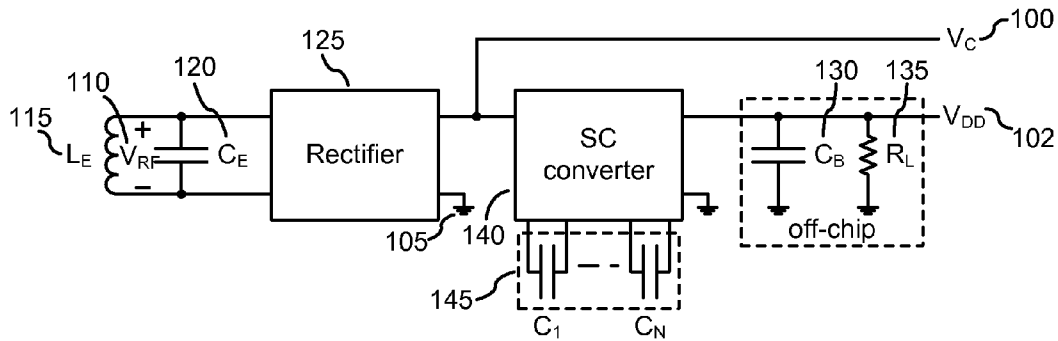 100
V_C
125
120
110
115
130
135
+
V_DD
102
L_E
V_RF
C_E
Rectifier
SC
converter
C_B
R_L
−
105
140
off-chip
145
C_1
C_N